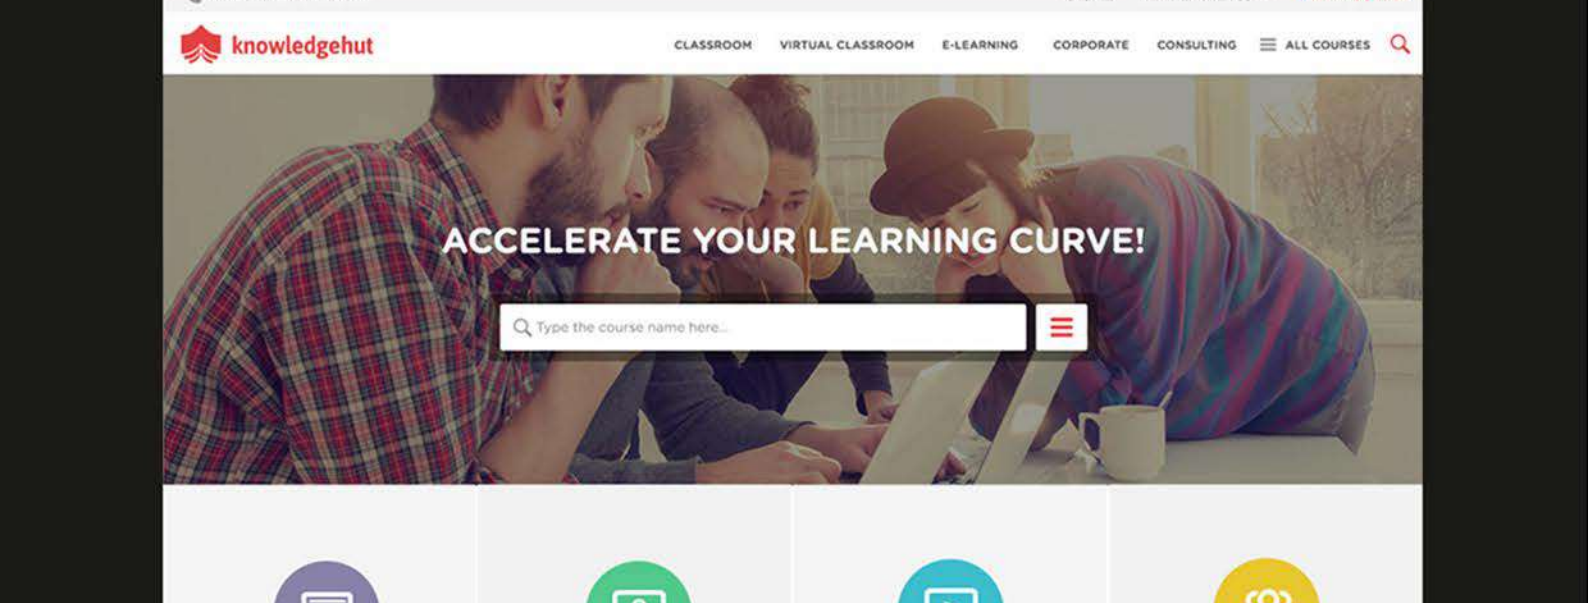 knowledgehut
CLASSROOM VIRTUAL CLASSROOM E-LEARNING CORPORATE CONSULTING ALL COURSES
ACCELERATE YOUR LEARNING CURVE!
Type the course name here...